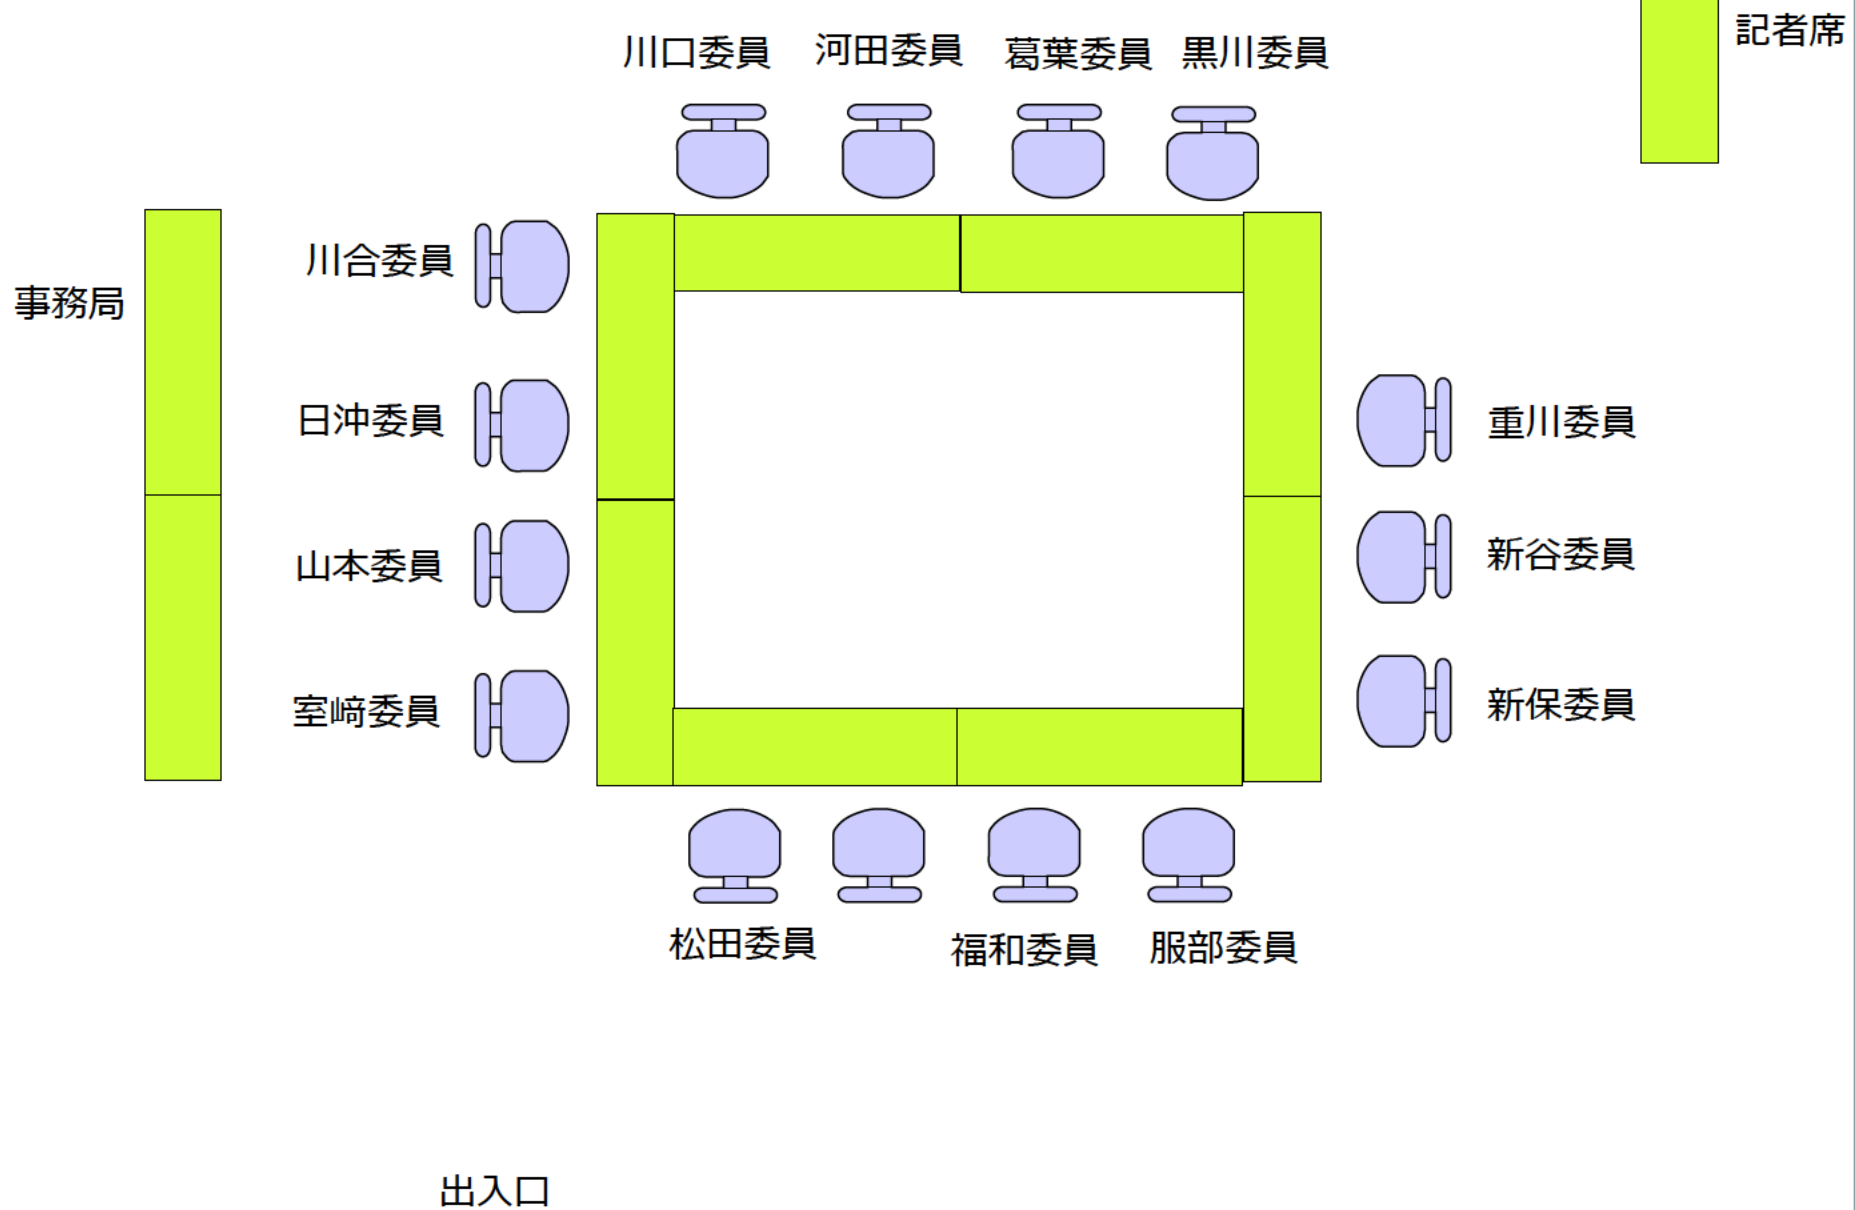 記者席
川口委員
河田委員
葛葉委員
黒川委員
川合委員
事務局
日沖委員
重川委員
山本委員
新谷委員
室﨑委員
新保委員
松田委員
福和委員
服部委員
出入口